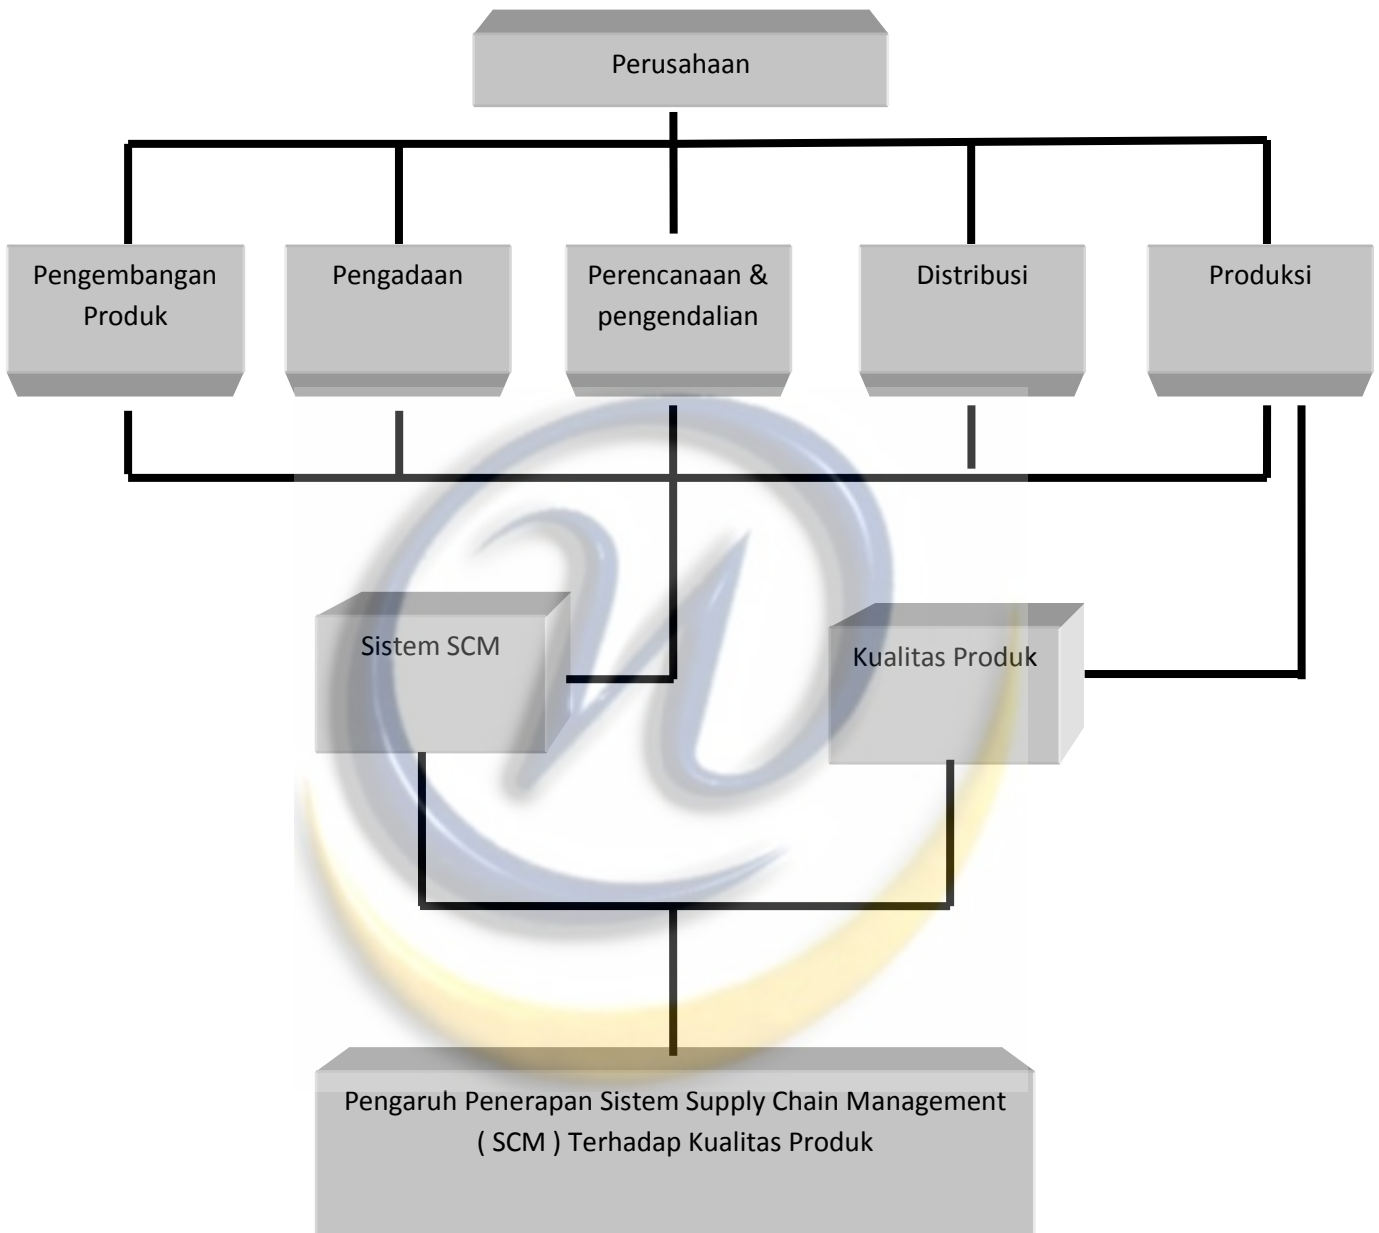 Perusahaan
Pengembangan
Produk
Pengadaan
Perencanaan &
pengendalian
Distribusi
Produksi
Sistem SCM
Kualitas Produk
Pengaruh Penerapan Sistem Supply Chain Management
( SCM ) Terhadap Kualitas Produk